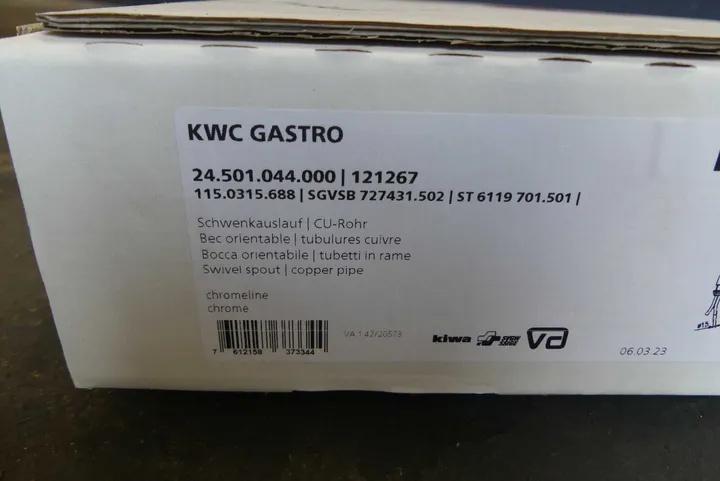 KWC GASTRO
24.501.044.000 | 121267
115.0315.688 | SGVSB 727431.502 | ST 6119 701.501 |
Schwenkauslauf | CU-Rohr
Bec orientable | tubulures cuivre
Bocca orientabile | tubetti in rame
Swivel spout | copper pipe
chromeline
chrome
VA 1.42/20573
kiwa
va
06.03.23
7 612158 373344